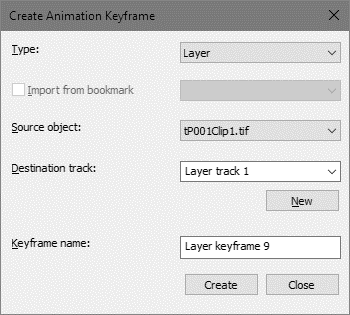 Create Animation Keyframe
Type:
Layer
Import from bookmark
Source object:
tP001Clip1.tif
Destination track:
Layer track 1
New
Keyframe name:
Layer keyframe 9
Create
Close